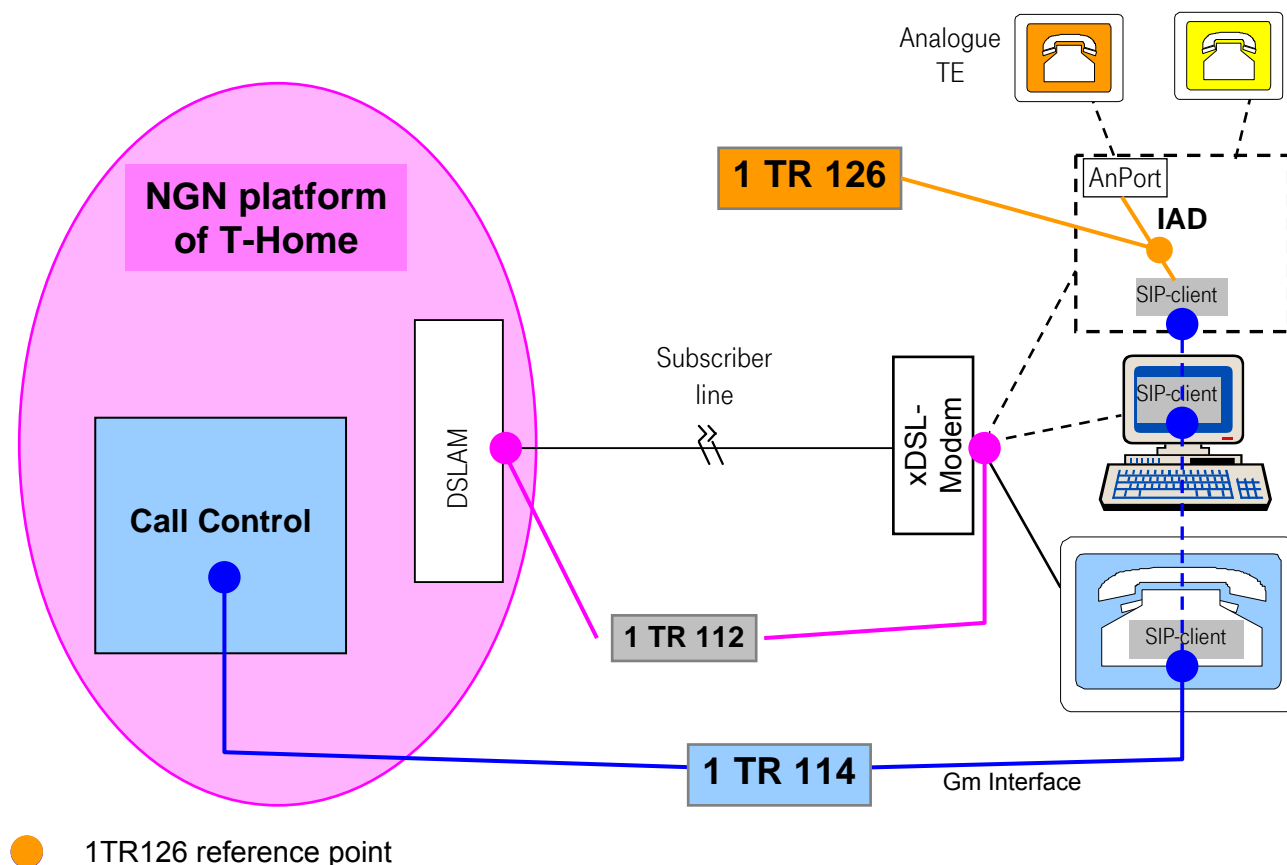 Analogue
TE
1 TR 126
AnPort
IAD
SIP-client
NGN platform
of T-Home
Subscriber
line
DSLAM
xDSL-
Modem
SIP-client
Call Control
1 TR 112
SIP-client
1 TR 114
Gm Interface
1TR126 reference point